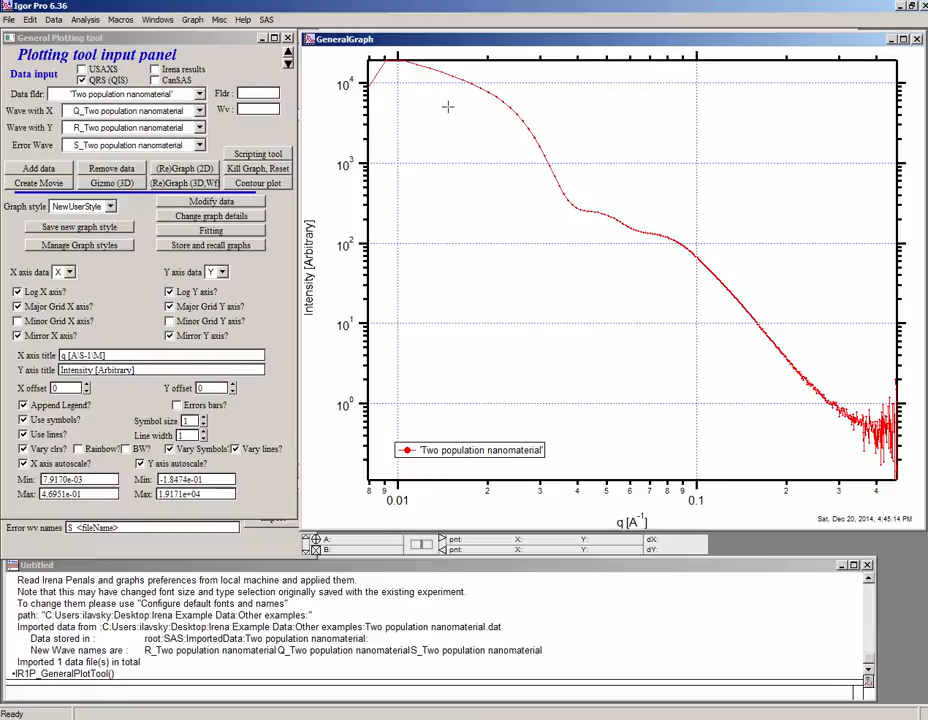 Igor Pro 6.36
File Edit Data Analysis Macros Windows Graph Misc Help SAS
General Plotting tool input panel
Plotting tool input panel
Data input
USAXS
Irena results
QRS (QIS)
CanSAS
Data fldr: 'Two population nanomaterial'
Fldr :
Wave with X Q_Two population nanomaterial
Wv :
Wave with Y R_Two population nanomaterial
Error Wave S_Two population nanomaterial
Scripting tool
Add data Remove data (Re)Graph (2D) Kill Graph, Reset
Create Movie Gizmo (3D) (Re)Graph (3D,Wf) Contour plot
Graph style NewUserStyle
Modify data
Change graph details
Save new graph style
Fitting
Manage Graph styles
Store and recall graphs
X axis data X
Y axis data Y
Log X axis?
Log Y axis?
Major Grid X axis?
Major Grid Y axis?
Minor Grid X axis?
Minor Grid Y axis?
Mirror X axis?
Mirror Y axis?
X axis title q [A\S-1\M]
Y axis title Intensity [Arbitrary]
X offset 0
Y offset 0
Append Legend?
Errors bars?
Use symbols?
Symbol size 1
Use lines?
Line width 1
Vary clrs? Rainbow? BW? Vary Symbols? Vary lines?
X axis autoscale?
Y axis autoscale?
Min: 7.9170e-03
Min: -1.8474e-01
Max: 4.6951e-01
Max: 1.9171e+04
Error wv names S_<fileName>
GeneralGraph
10⁴
10³
10²
10¹
10⁰
Intensity [Arbitrary]
'Two population nanomaterial'
8 9 2 3 4 5 6 7 8 9 2 3 4
0.01 0.1
q [A⁻¹]
Sat, Dec 20, 2014, 4:45:14 PM
A: pnt: X: Y: dX:
B: pnt: X: Y: dY:
Untitled
Read Irena Penals and graphs preferences from local machine and applied them.
Note that this may have changed font size and type selection originally saved with the existing experiment.
To change them please use "Configure default fonts and names"
path: "C:Users:ilavsky:Desktop:Irena Example Data:Other examples:"
Imported data from :C:Users:ilavsky:Desktop:Irena Example Data:Other examples:Two population nanomaterial.dat
Data stored in : root:SAS:ImportedData:Two population nanomaterial:
New Wave names are : R_Two population nanomaterialQ_Two population nanomaterialS_Two population nanomaterial
Imported 1 data file(s) in total
•IR1P_GeneralPlotTool()
Ready